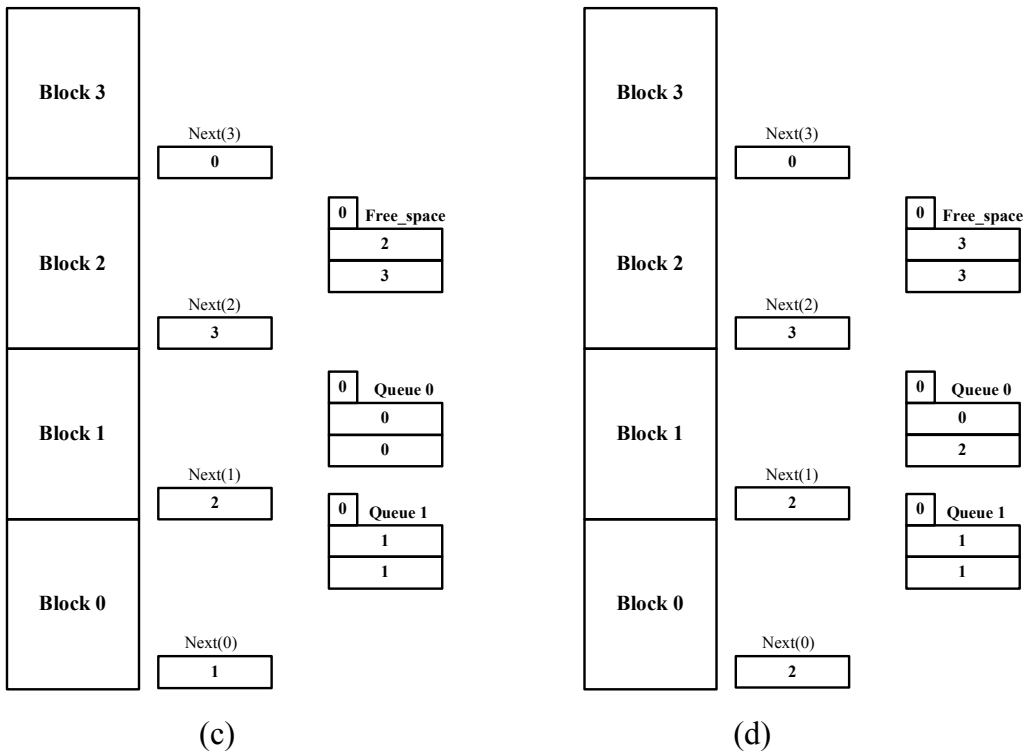 Block 3
Next(3)
0
0 Free_space
2
3
Block 2
Next(2)
3
0 Queue 0
0
0
Block 1
Next(1)
2
0 Queue 1
1
1
Block 0
Next(0)
1
(c)
Block 3
Next(3)
0
0 Free_space
3
3
Block 2
Next(2)
3
0 Queue 0
0
2
Block 1
Next(1)
2
0 Queue 1
1
1
Block 0
Next(0)
2
(d)